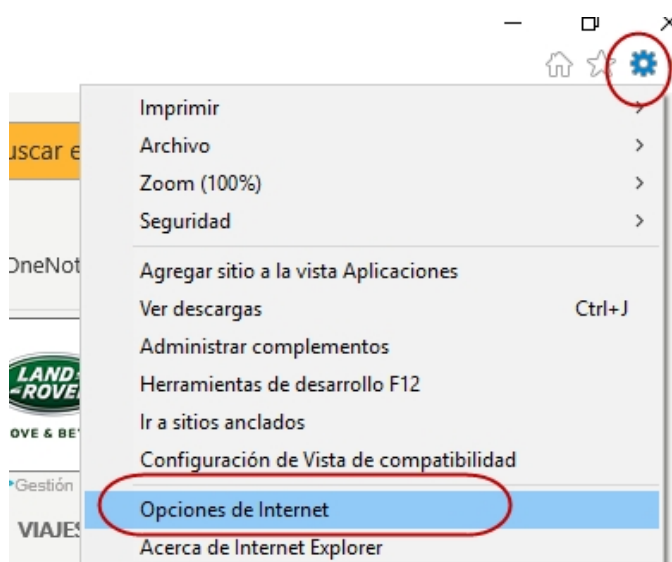 Imprimir
Archivo
Zoom (100%)
Seguridad
Agregar sitio a la vista Aplicaciones
Ver descargas Ctrl+J
Administrar complementos
Herramientas de desarrollo F12
Ir a sitios anclados
Configuración de Vista de compatibilidad
Opciones de Internet
Acerca de Internet Explorer
uscar e
OneNot
LAND
ROVE
OVE & BE
Gestión
VIAJES